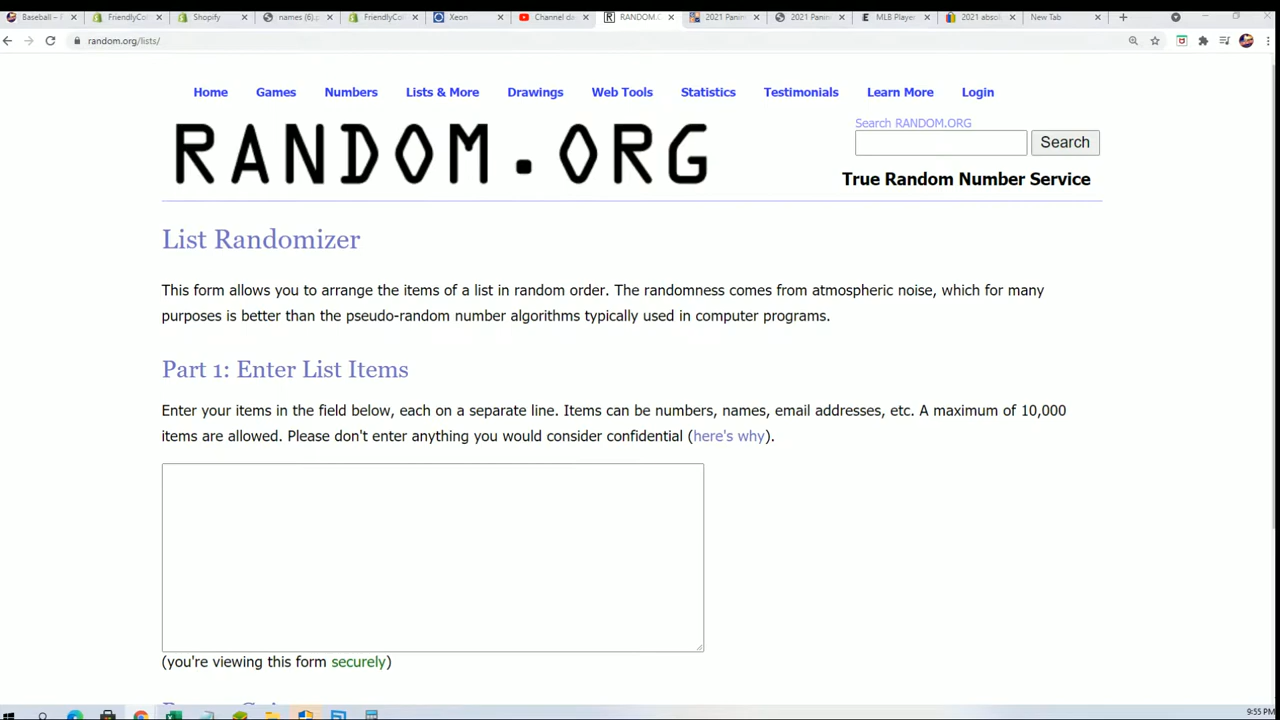 Baseball –
FriendlyCol
Shopify
names (6).p
FriendlyCol
Xeon
Channel da
RANDOM.O
2021 Panini
2021 Panini
MLB Player
2021 absol
New Tab
random.org/lists/
Home Games Numbers Lists & More Drawings Web Tools Statistics Testimonials Learn More Login
RANDOM.ORG
Search RANDOM.ORG
Search
True Random Number Service
List Randomizer
This form allows you to arrange the items of a list in random order. The randomness comes from atmospheric noise, which for many
purposes is better than the pseudo-random number algorithms typically used in computer programs.
Part 1: Enter List Items
Enter your items in the field below, each on a separate line. Items can be numbers, names, email addresses, etc. A maximum of 10,000
items are allowed. Please don't enter anything you would consider confidential (here's why).
(you're viewing this form securely)
9:55 PM